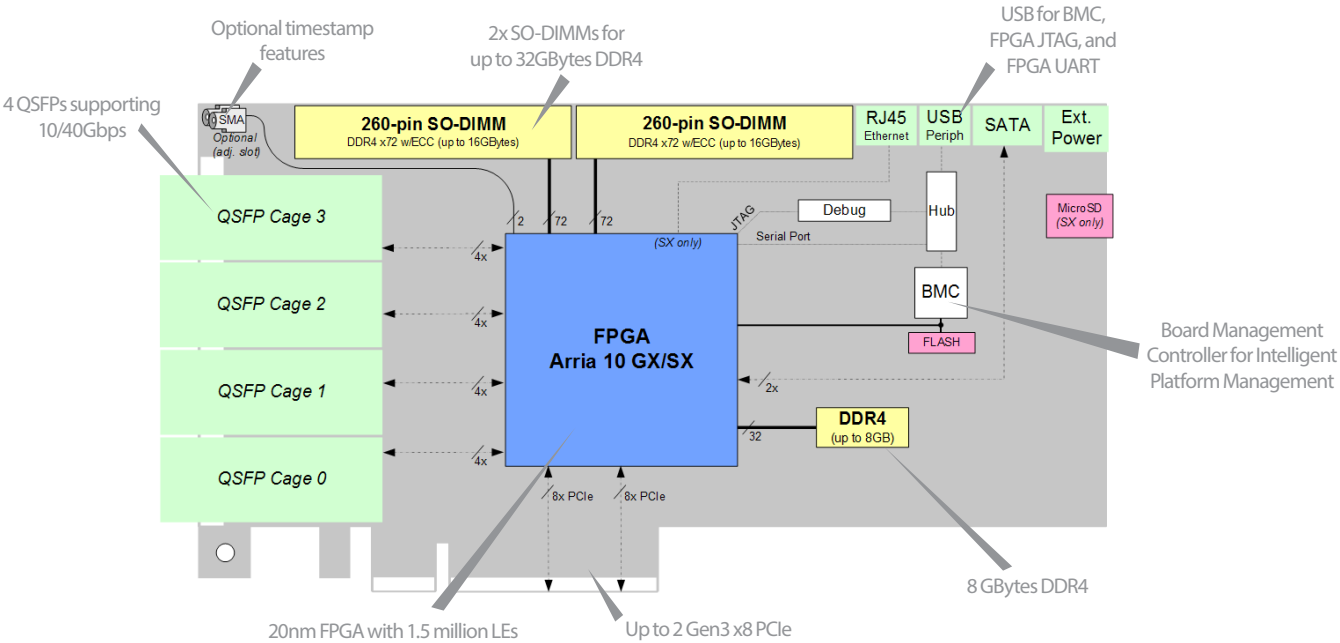 Optional timestamp
features
2x SO-DIMMs for
up to 32GBytes DDR4
USB for BMC,
FPGA JTAG, and
FPGA UART
4 QSFPs supporting
10/40Gbps
SMA
Optional
(adj. slot)
260-pin SO-DIMM
DDR4 x72 w/ECC (up to 16GBytes)
260-pin SO-DIMM
DDR4 x72 w/ECC (up to 16GBytes)
RJ45
Ethernet
USB
Periph
SATA
Ext.
Power
QSFP Cage 3
QSFP Cage 2
QSFP Cage 1
QSFP Cage 0
4x
4x
4x
4x
2
72
72
(SX only)
JTAG
Serial Port
Debug
Hub
MicroSD
(SX only)
BMC
FLASH
FPGA
Arria 10 GX/SX
2x
32
DDR4
(up to 8GB)
8x PCIe
8x PCIe
Board Management
Controller for Intelligent
Platform Management
8 GBytes DDR4
20nm FPGA with 1.5 million LEs
Up to 2 Gen3 x8 PCIe